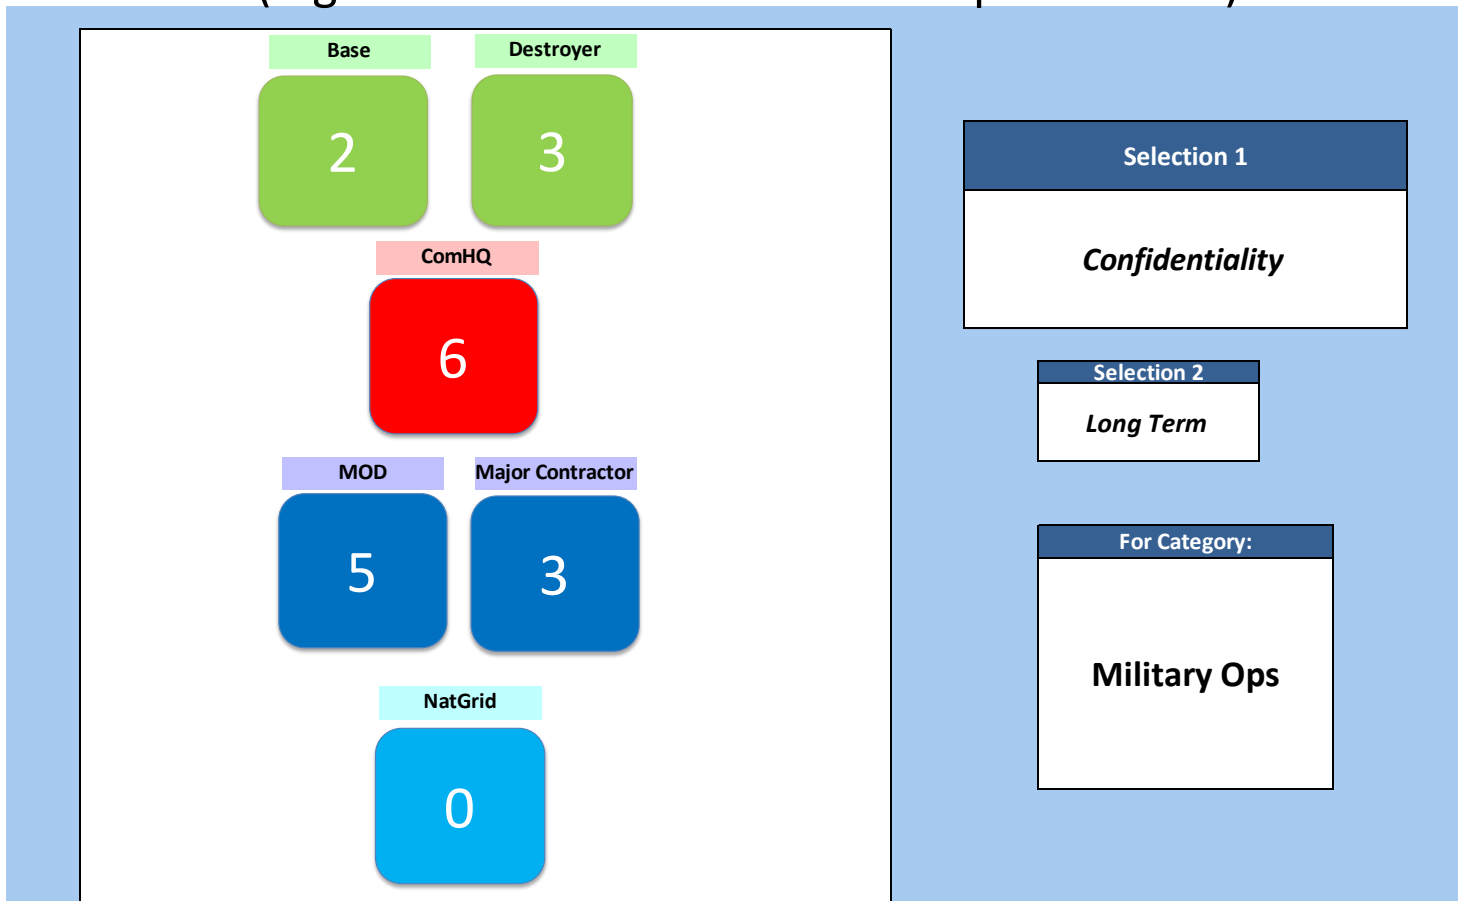 Base Destroyer
2 3
ComHQ
6
MOD Major Contractor
5 3
NatGrid
0
Selection 1
Confidentiality
Selection 2
Long Term
For Category:
Military Ops